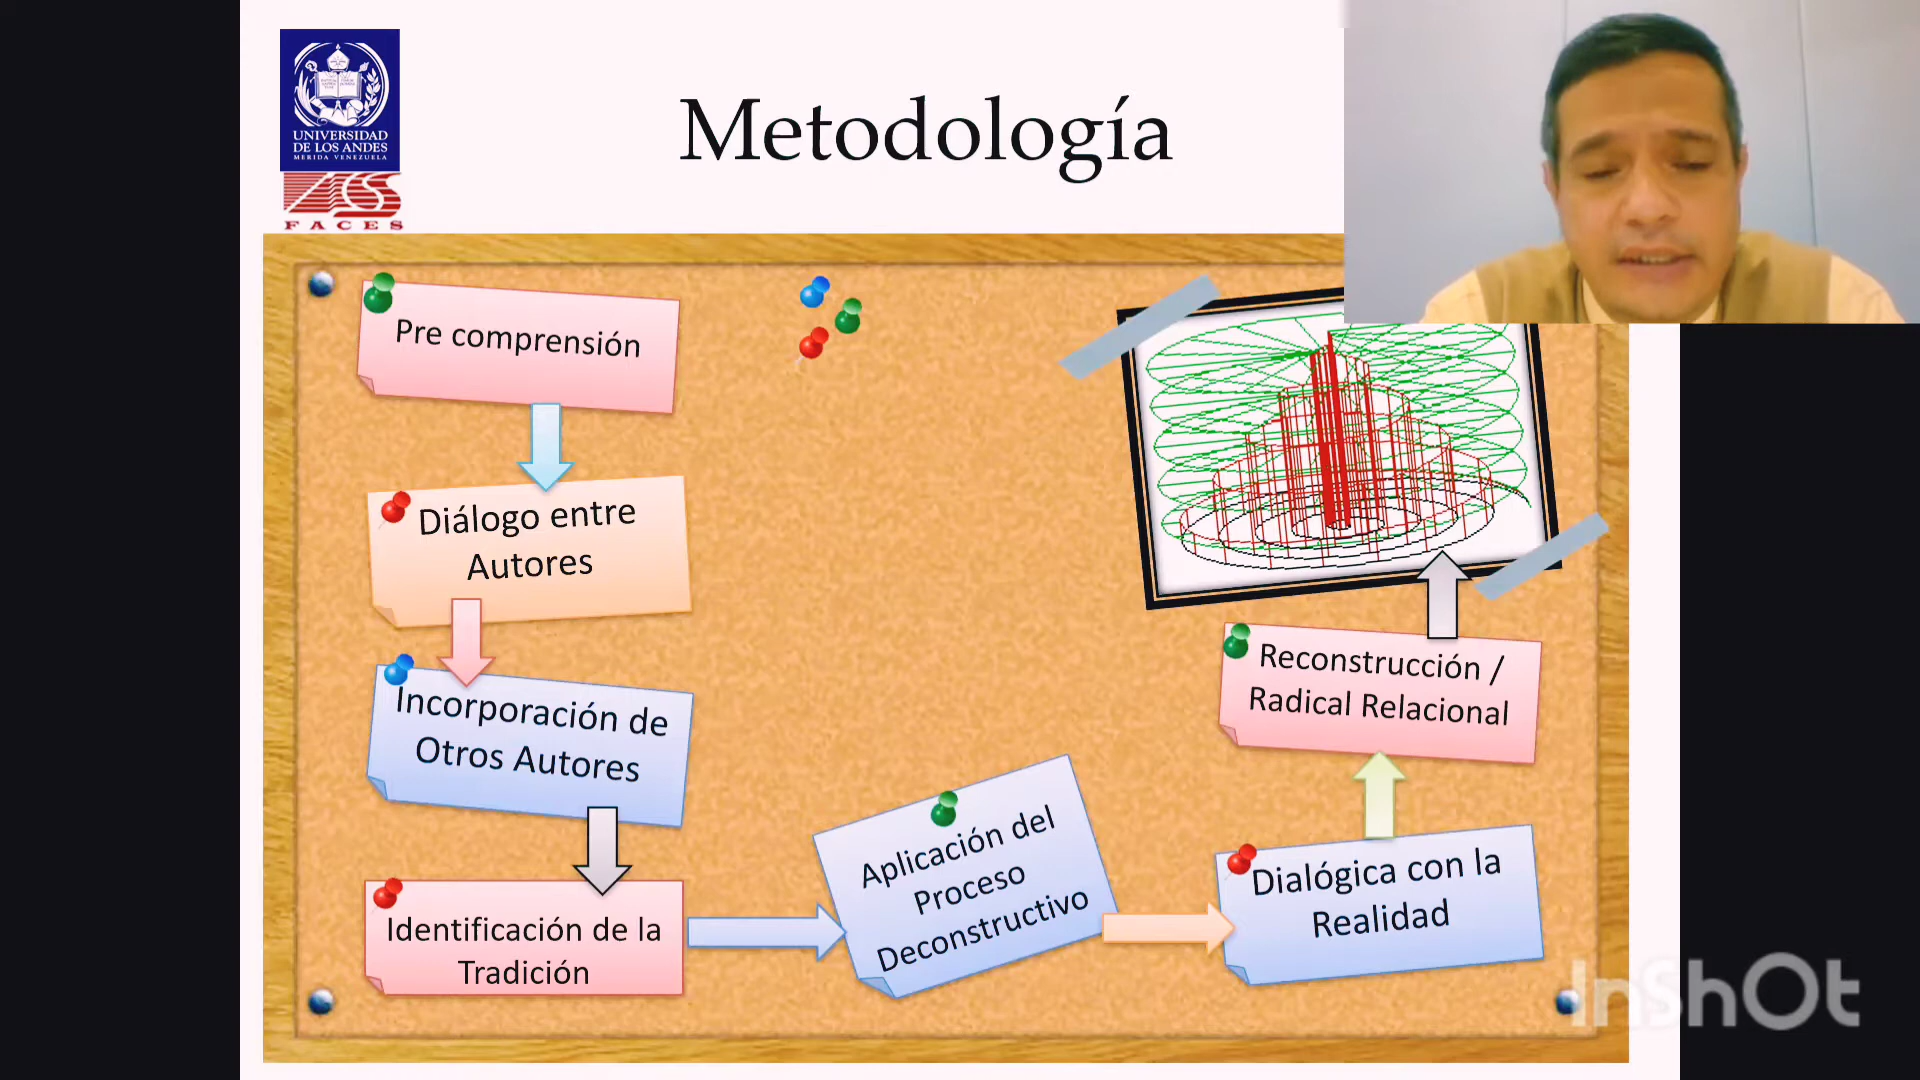 UNIVERSIDAD
DE LOS ANDES
MERIDA VENEZUELA
FACES
Metodología
Pre comprensión
Diálogo entre
Autores
Incorporación de
Otros Autores
Identificación de la
Tradición
Aplicación del
Proceso
Deconstructivo
Dialógica con la
Realidad
Reconstrucción /
Radical Relacional
InShOt